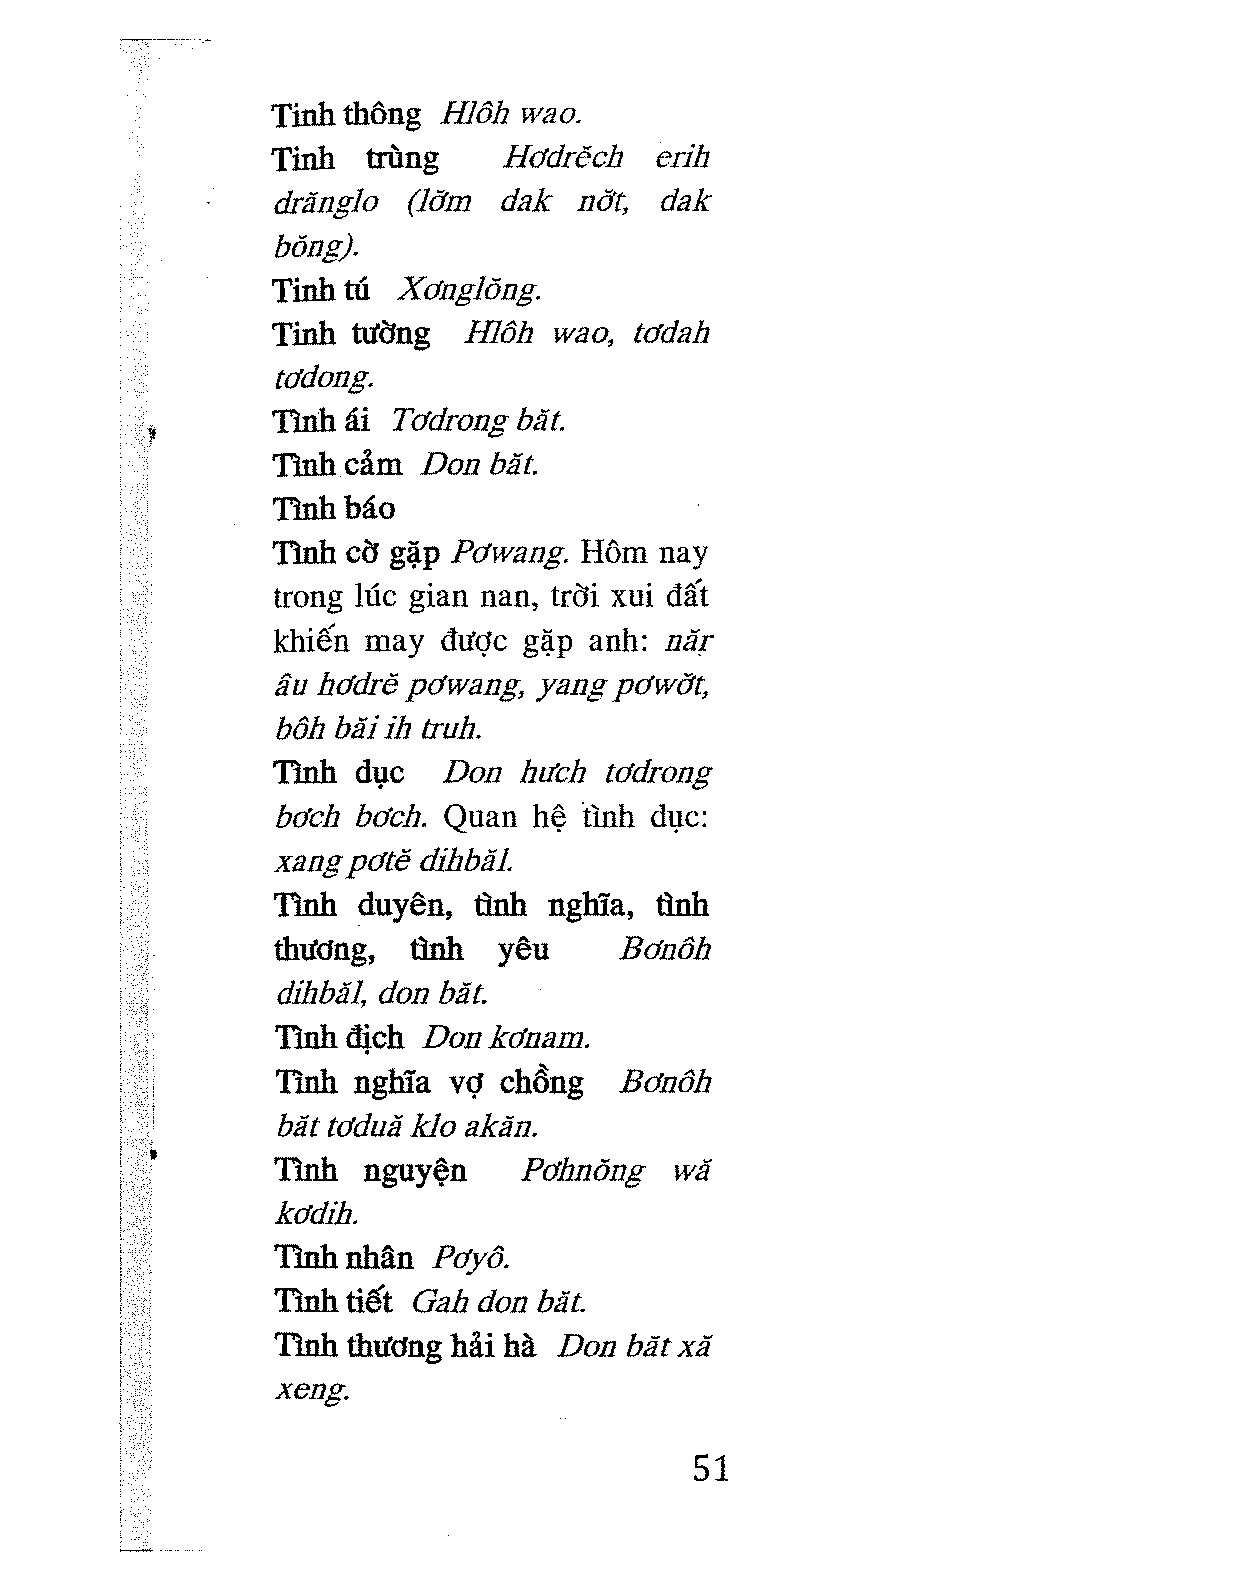 Tinh thông Hlôh wao.
Tinh trùng Hơdrĕch erih
drănglo (lơ̆m dak nơ̆t, dak
bŏng).
Tinh tú Xơnglŏng.
Tinh tường Hlôh wao, tơdah
tơdong.
Tình ái Tơdrong băt.
Tình cảm Don băt.
Tình báo
Tình cờ gặp Pơwang. Hôm nay
trong lúc gian nan, trời xui đất
khiến may được gặp anh: năr
âu hơdrĕ pơwang, yang pơwơ̆t,
bôh băi ih truh.
Tình dục Don hưch tơdrong
bơch bơch. Quan hệ tình dục:
xang pơtĕ dihbăl.
Tình duyên, tình nghĩa, tình
thương, tình yêu Bơnôh
dihbăl, don băt.
Tình địch Don kơnam.
Tình nghĩa vợ chồng Bơnôh
băt tơduă klo akăn.
Tình nguyện Pơhnŏng wă
kơdih.
Tình nhân Pơyô.
Tình tiết Gah don băt.
Tình thương hải hà Don băt xă
xeng.
51